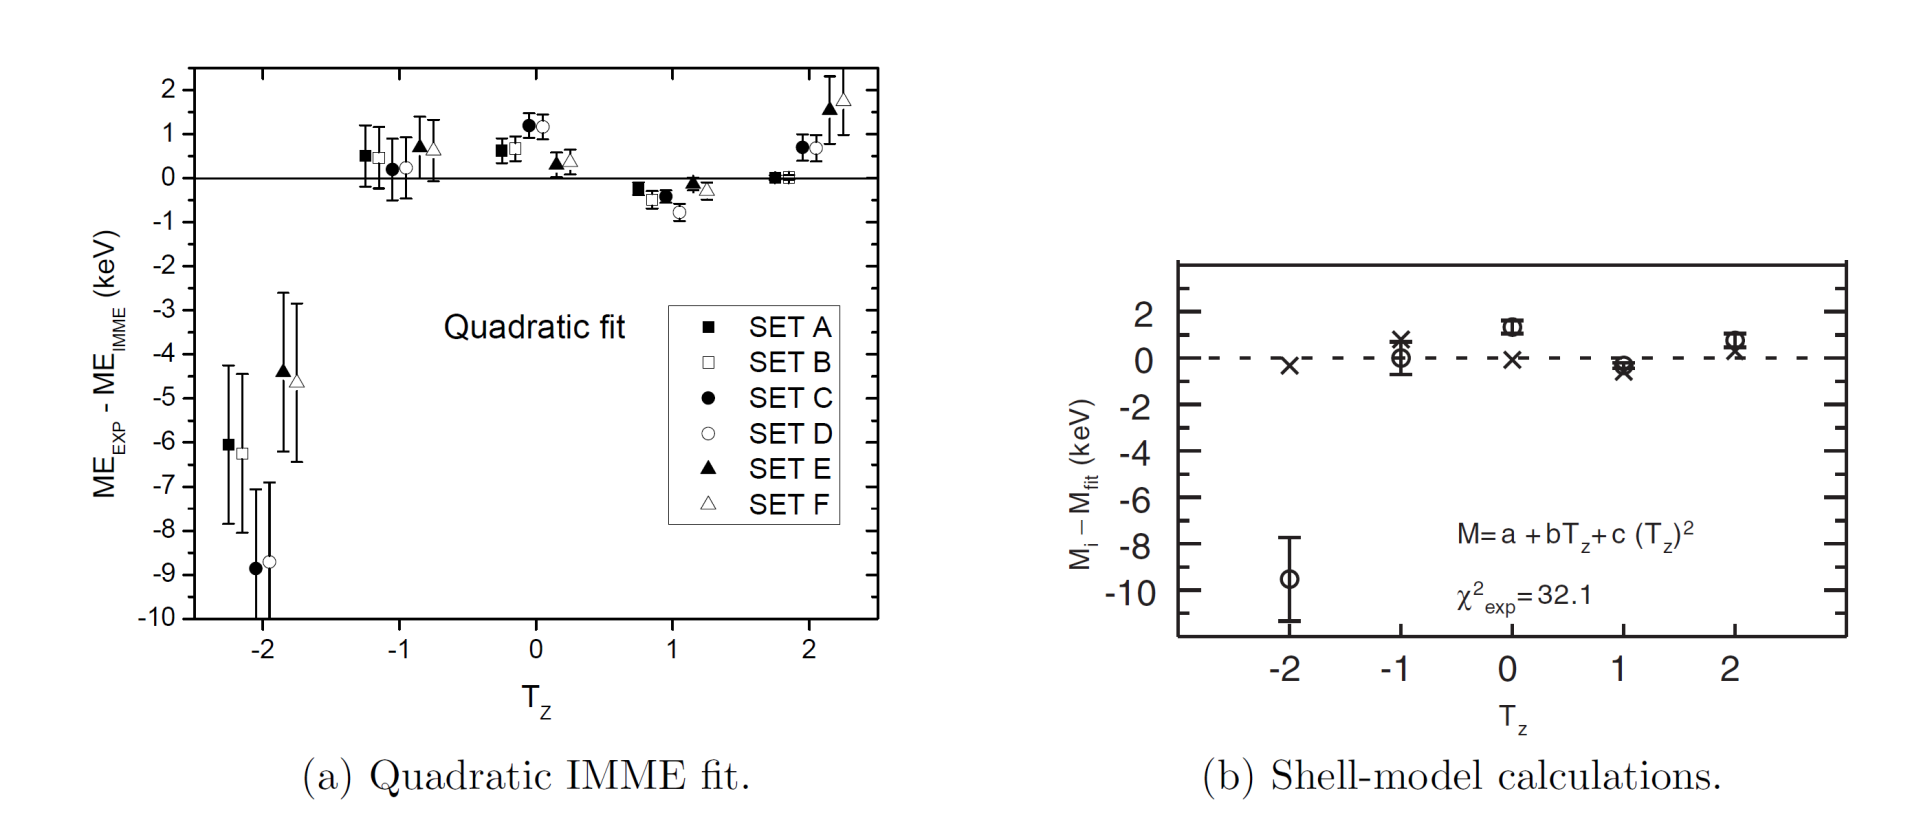 2
1
0
-1
-2
-3
-4
-5
-6
-7
-8
-9
-10
ME_EXP - ME_IMME (keV)
Quadratic fit
SET A
SET B
SET C
SET D
SET E
SET F
-2 -1 0 1 2
T_Z
(a) Quadratic IMME fit.
2
0
-2
-4
-6
-8
-10
M_i – M_fit (keV)
M= a +bT_z+ c (T_z)^2
χ^2_exp= 32.1
-2 -1 0 1 2
T_z
(b) Shell-model calculations.